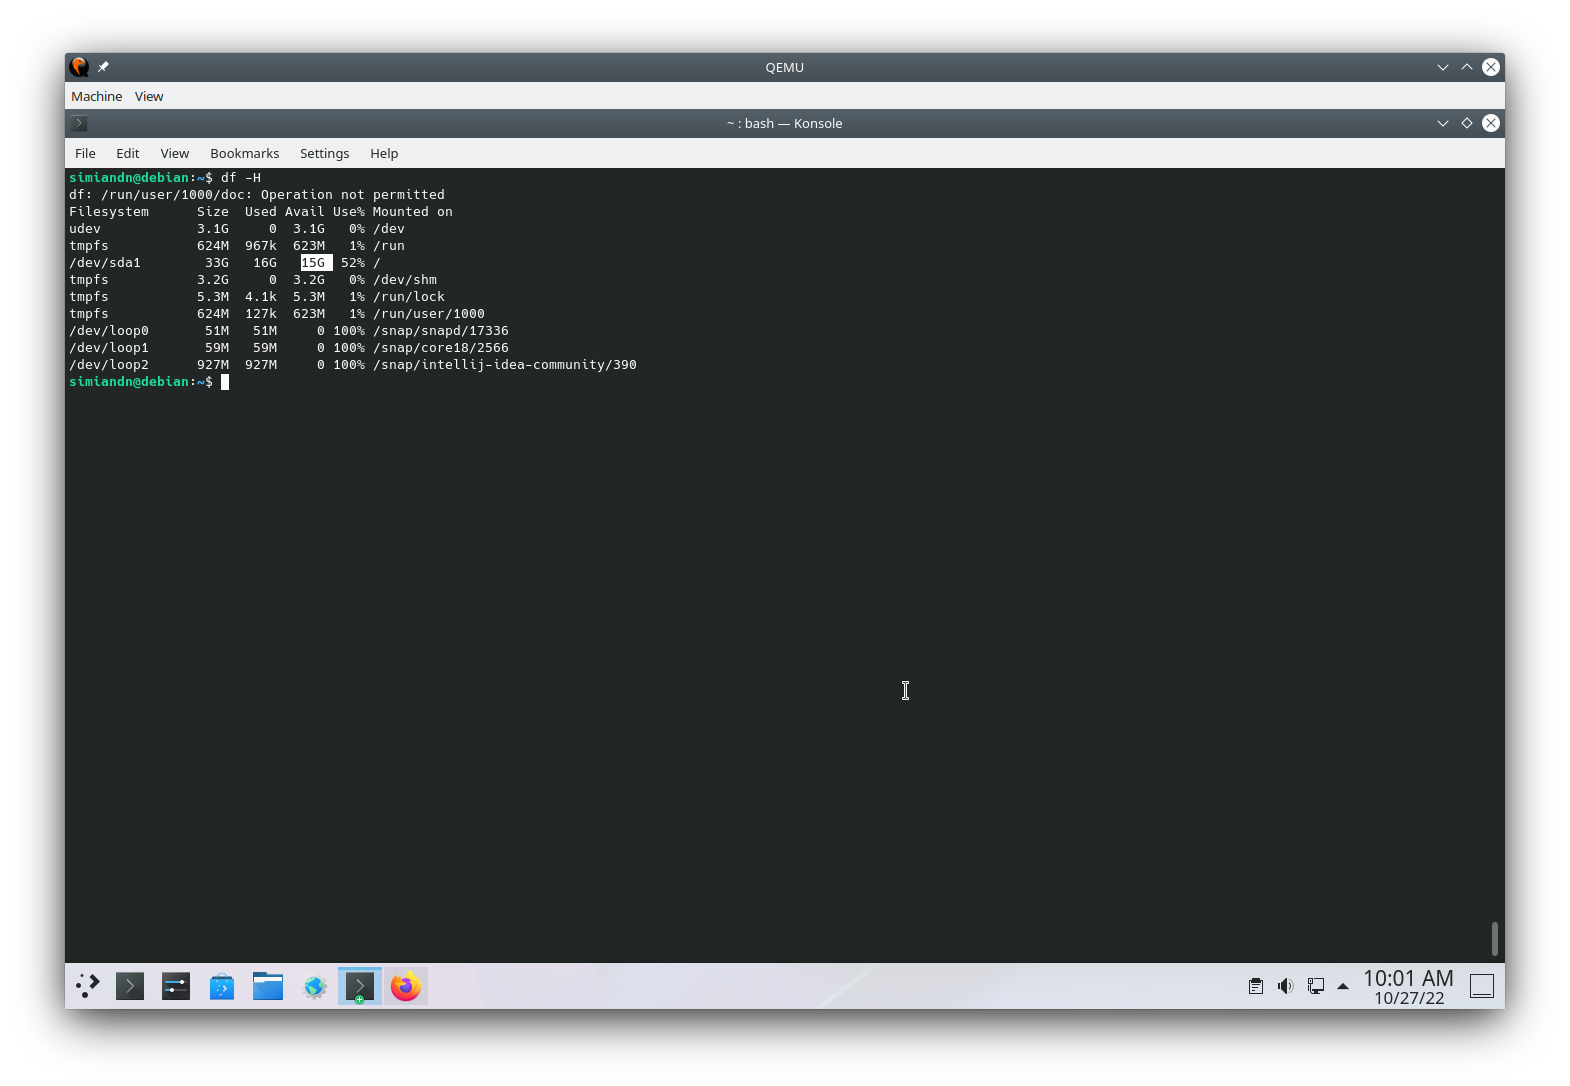 QEMU
Machine View
~ : bash — Konsole
File Edit View Bookmarks Settings Help
simiandn@debian:~$ df -H
df: /run/user/1000/doc: Operation not permitted
Filesystem      Size  Used Avail Use% Mounted on
udev            3.1G     0  3.1G   0% /dev
tmpfs           624M  967k  623M   1% /run
/dev/sda1        33G   16G   15G  52% /
tmpfs           3.2G     0  3.2G   0% /dev/shm
tmpfs           5.3M  4.1k  5.3M   1% /run/lock
tmpfs           624M  127k  623M   1% /run/user/1000
/dev/loop0       51M   51M     0 100% /snap/snapd/17336
/dev/loop1       59M   59M     0 100% /snap/core18/2566
/dev/loop2      927M  927M     0 100% /snap/intellij-idea-community/390
simiandn@debian:~$
10:01 AM
10/27/22